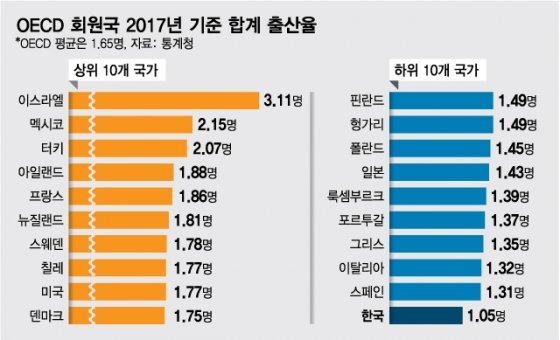 OECD 회원국 2017년 기준 합계 출산율
*OECD 평균은 1.65명, 자료: 통계청
상위 10개 국가
이스라엘 3.11명
멕시코 2.15명
터키 2.07명
아일랜드 1.88명
프랑스 1.86명
뉴질랜드 1.81명
스웨덴 1.78명
칠레 1.77명
미국 1.77명
덴마크 1.75명
하위 10개 국가
핀란드 1.49명
헝가리 1.49명
폴란드 1.45명
일본 1.43명
룩셈부르크 1.39명
포르투갈 1.37명
그리스 1.35명
이탈리아 1.32명
스페인 1.31명
한국 1.05명